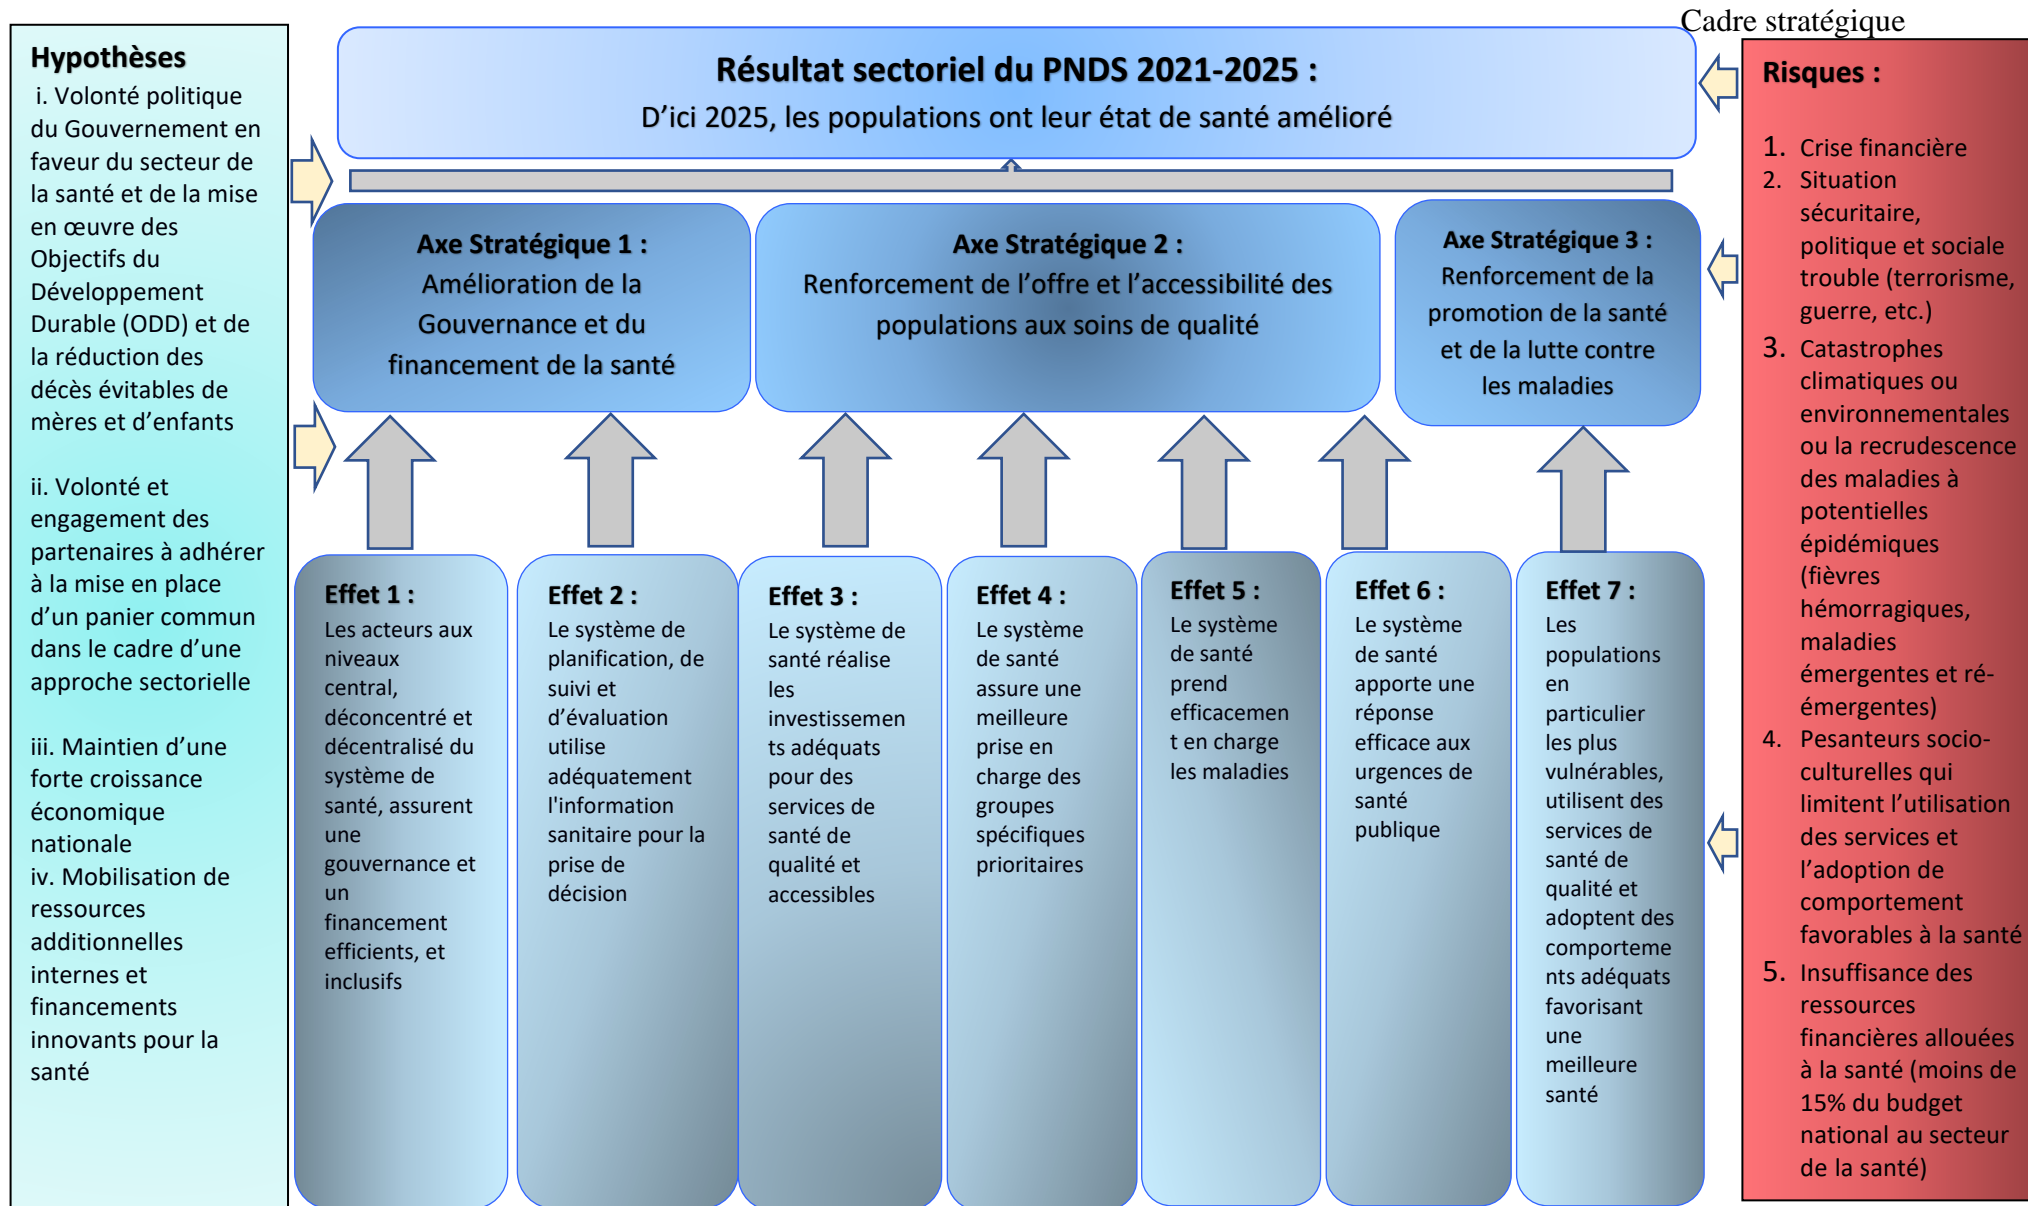 Cadre stratégique
Hypothèses
i. Volonté politique
du Gouvernement en
faveur du secteur de
la santé et de la mise
en œuvre des
Objectifs du
Développement
Durable (ODD) et de
la réduction des
décès évitables de
mères et d’enfants
ii. Volonté et
engagement des
partenaires à adhérer
à la mise en place
d’un panier commun
dans le cadre d’une
approche sectorielle
iii. Maintien d’une
forte croissance
économique
nationale
iv. Mobilisation de
ressources
additionnelles
internes et
financements
innovants pour la
santé
Résultat sectoriel du PNDS 2021-2025 :
D’ici 2025, les populations ont leur état de santé amélioré
Axe Stratégique 1 :
Amélioration de la
Gouvernance et du
financement de la santé
Axe Stratégique 2 :
Renforcement de l’offre et l’accessibilité des
populations aux soins de qualité
Axe Stratégique 3 :
Renforcement de la
promotion de la santé
et de la lutte contre
les maladies
Effet 1 :
Les acteurs aux
niveaux
central,
déconcentré et
décentralisé du
système de
santé, assurent
une
gouvernance et
un
financement
efficients, et
inclusifs
Effet 2 :
Le système de
planification, de
suivi et
d’évaluation
utilise
adéquatement
l'information
sanitaire pour la
prise de
décision
Effet 3 :
Le système de
santé réalise
les
investissemen
ts adéquats
pour des
services de
santé de
qualité et
accessibles
Effet 4 :
Le système
de santé
assure une
meilleure
prise en
charge des
groupes
spécifiques
prioritaires
Effet 5 :
Le système
de santé
prend
efficacemen
t en charge
les maladies
Effet 6 :
Le système
de santé
apporte une
réponse
efficace aux
urgences de
santé
publique
Effet 7 :
Les
populations
en
particulier
les plus
vulnérables,
utilisent des
services de
santé de
qualité et
adoptent des
comporteme
nts adéquats
favorisant
une
meilleure
santé
Risques :
1. Crise financière
2. Situation
sécuritaire,
politique et sociale
trouble (terrorisme,
guerre, etc.)
3. Catastrophes
climatiques ou
environnementales
ou la recrudescence
des maladies à
potentielles
épidémiques
(fièvres
hémorragiques,
maladies
émergentes et ré-
émergentes)
4. Pesanteurs socio-
culturelles qui
limitent l’utilisation
des services et
l’adoption de
comportement
favorables à la santé
5. Insuffisance des
ressources
financières allouées
à la santé (moins de
15% du budget
national au secteur
de la santé)